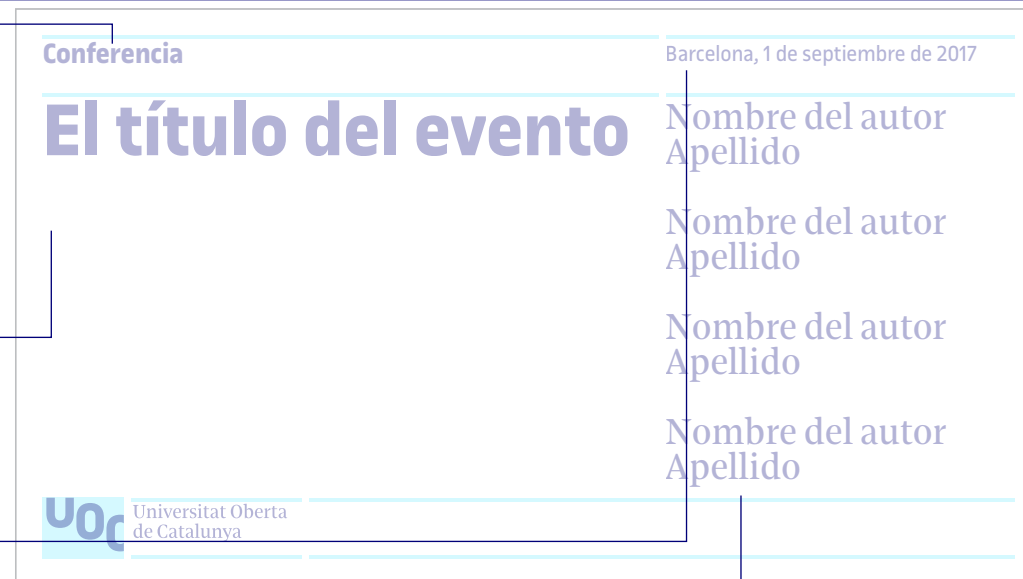 Conferencia
Barcelona, 1 de septiembre de 2017
El título del evento
Nombre del autor
Apellido
Nombre del autor
Apellido
Nombre del autor
Apellido
Nombre del autor
Apellido
UOC
Universitat Oberta
de Catalunya